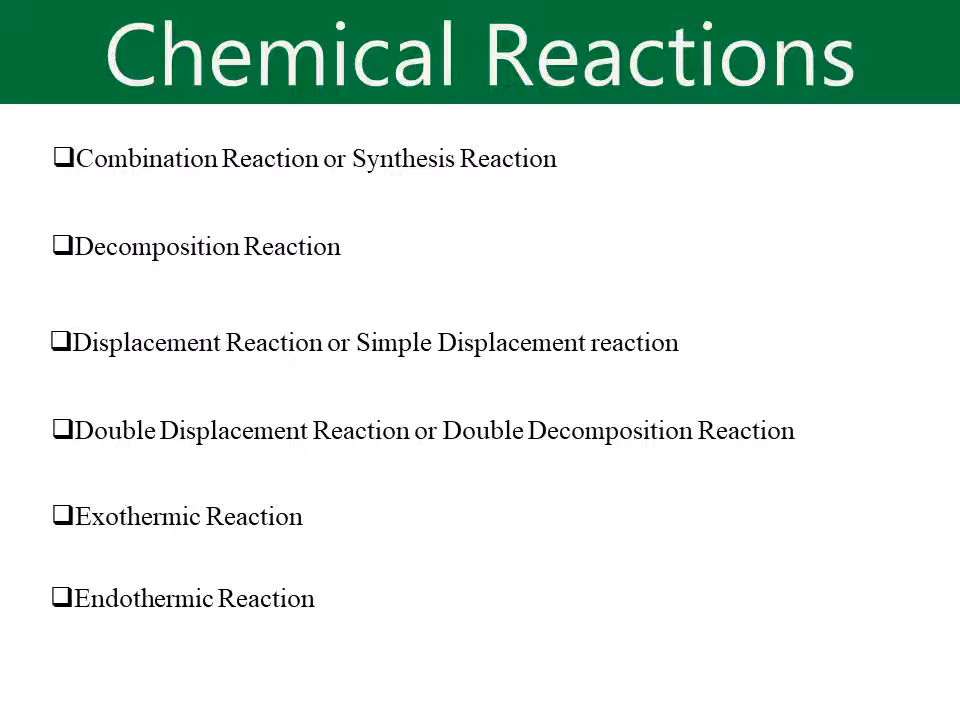 Chemical Reactions
❑Combination Reaction or Synthesis Reaction
❑Decomposition Reaction
❑Displacement Reaction or Simple Displacement reaction
❑Double Displacement Reaction or Double Decomposition Reaction
❑Exothermic Reaction
❑Endothermic Reaction